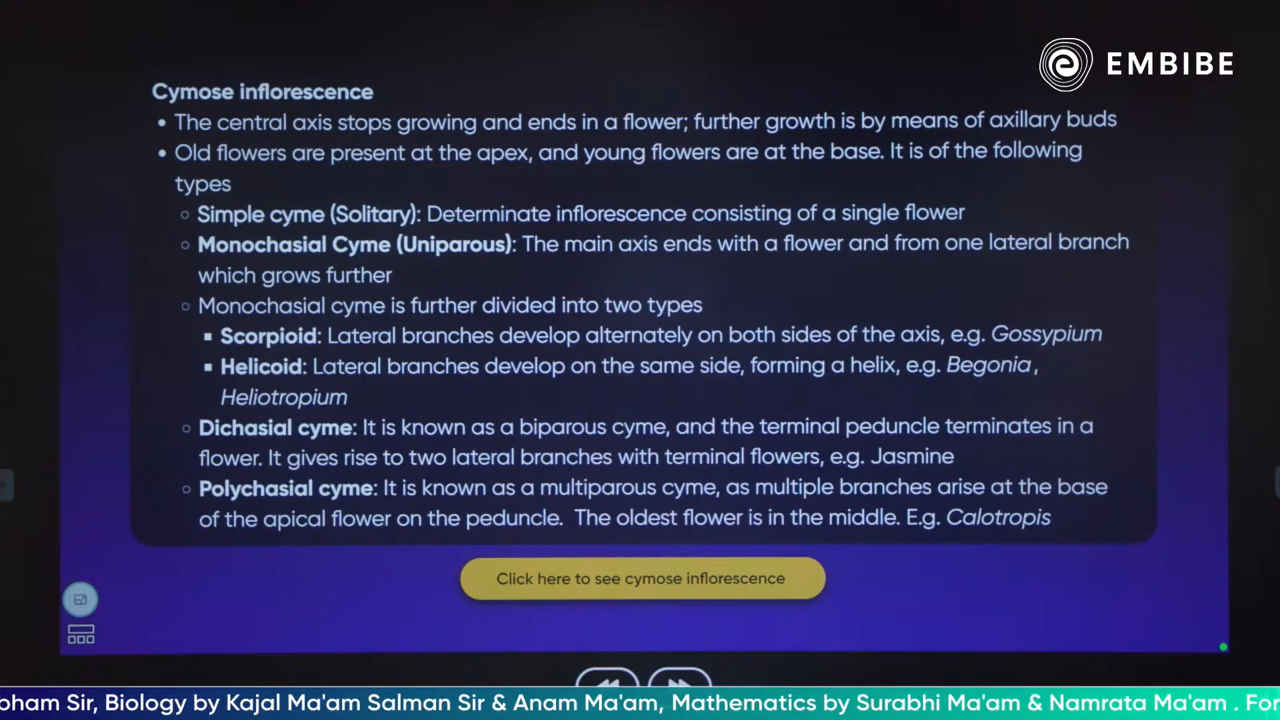 EMBIBE
Cymose inflorescence
• The central axis stops growing and ends in a flower; further growth is by means of axillary buds
• Old flowers are present at the apex, and young flowers are at the base. It is of the following
types
◦ Simple cyme (Solitary): Determinate inflorescence consisting of a single flower
◦ Monochasial Cyme (Uniparous): The main axis ends with a flower and from one lateral branch
which grows further
◦ Monochasial cyme is further divided into two types
▪ Scorpioid: Lateral branches develop alternately on both sides of the axis, e.g. Gossypium
▪ Helicoid: Lateral branches develop on the same side, forming a helix, e.g. Begonia,
Heliotropium
◦ Dichasial cyme: It is known as a biparous cyme, and the terminal peduncle terminates in a
flower. It gives rise to two lateral branches with terminal flowers, e.g. Jasmine
◦ Polychasial cyme: It is known as a multiparous cyme, as multiple branches arise at the base
of the apical flower on the peduncle. The oldest flower is in the middle. E.g. Calotropis
Click here to see cymose inflorescence
bham Sir, Biology by Kajal Ma'am Salman Sir & Anam Ma'am, Mathematics by Surabhi Ma'am & Namrata Ma'am . For